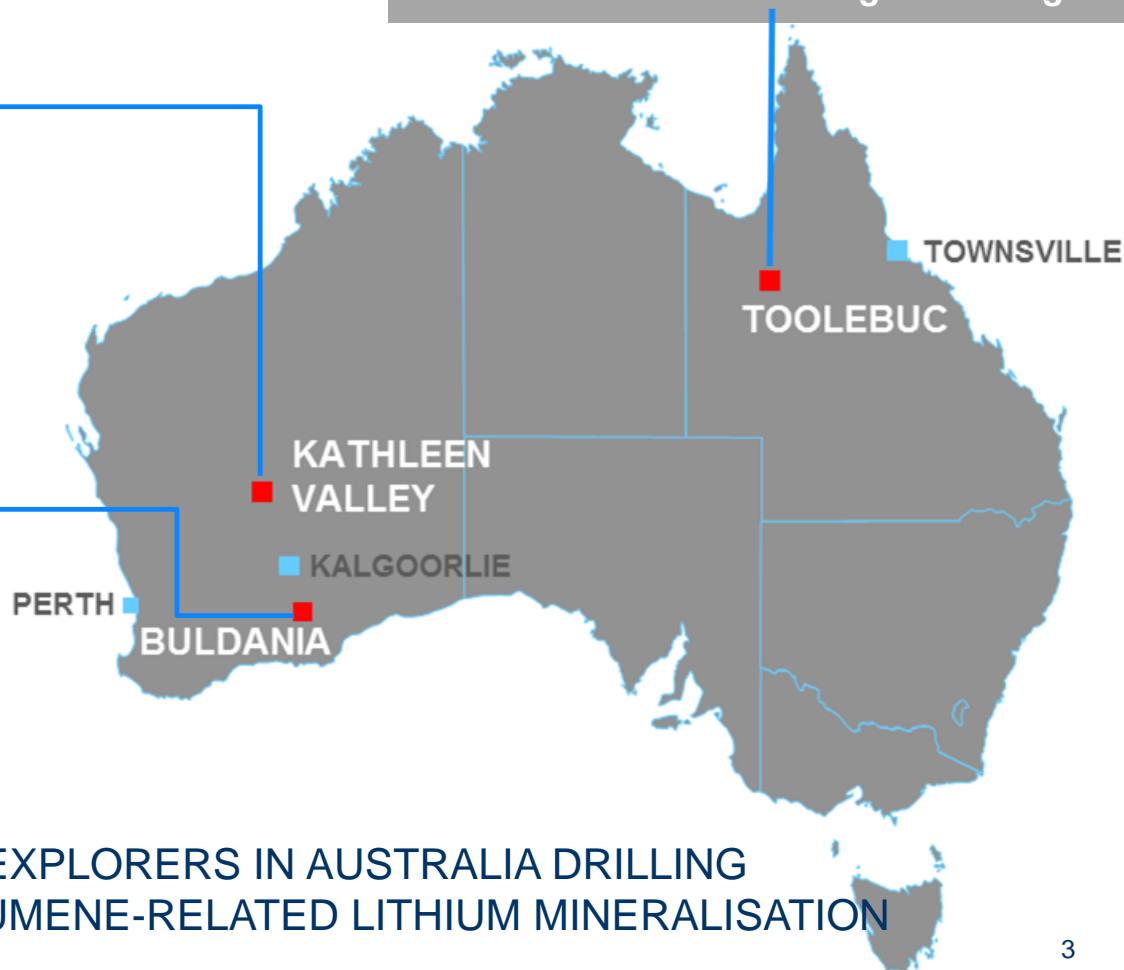 TOWNSVILLE
TOOLEBUC
KATHLEEN
VALLEY
KALGOORLIE
PERTH
BULDANIA
EXPLORERS IN AUSTRALIA DRILLING
UMENE-RELATED LITHIUM MINERALISATION
3